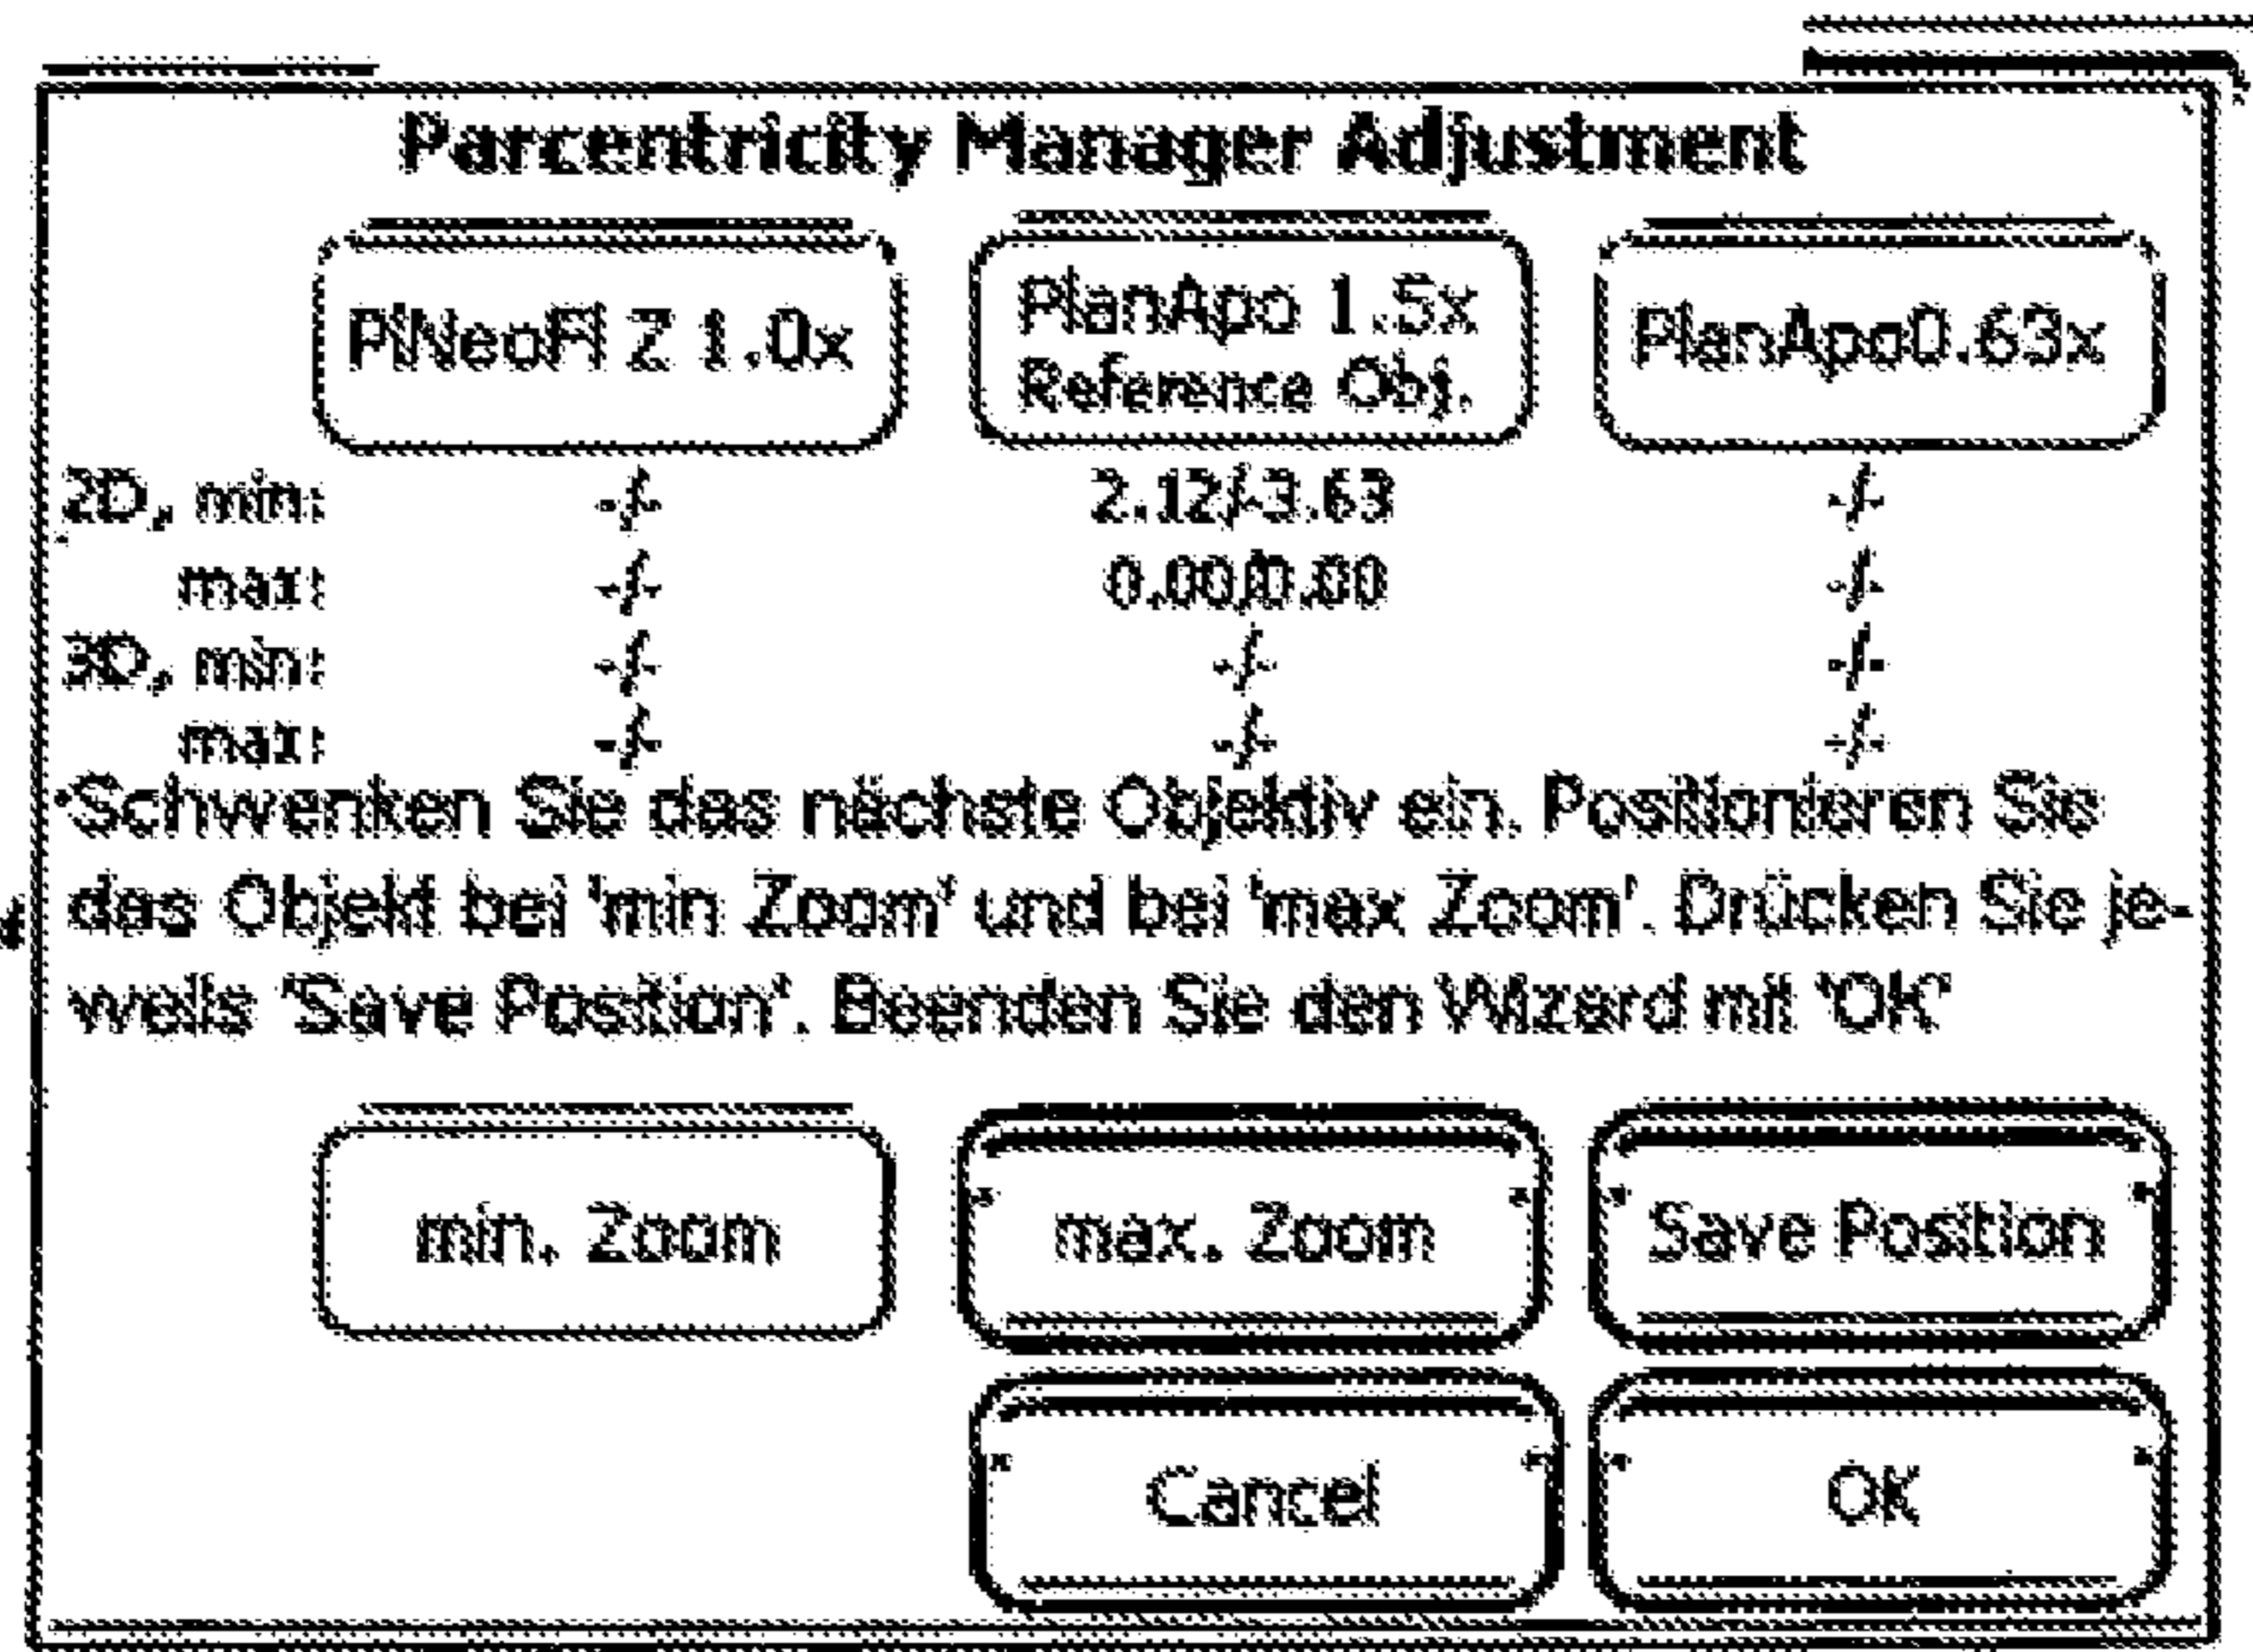 Parcentricity Manager Adjustment
PlNeoFl Z 1.0x
PlanApo 1.5x
Reference Obj.
PlanApo0.63x
2D, min: -/- 2.12/-3.63 -/-
max: -/- 0.00/0.00 -/-
3D, min: -/- -/- -/-
max: -/- -/- -/-
Schwenken Sie das nächste Objektiv ein. Positionieren Sie
das Objekt bei 'min Zoom' und bei 'max Zoom'. Drücken Sie je-
weils 'Save Position'. Beenden Sie den Wizard mit 'OK'
min. Zoom max. Zoom Save Position
Cancel OK